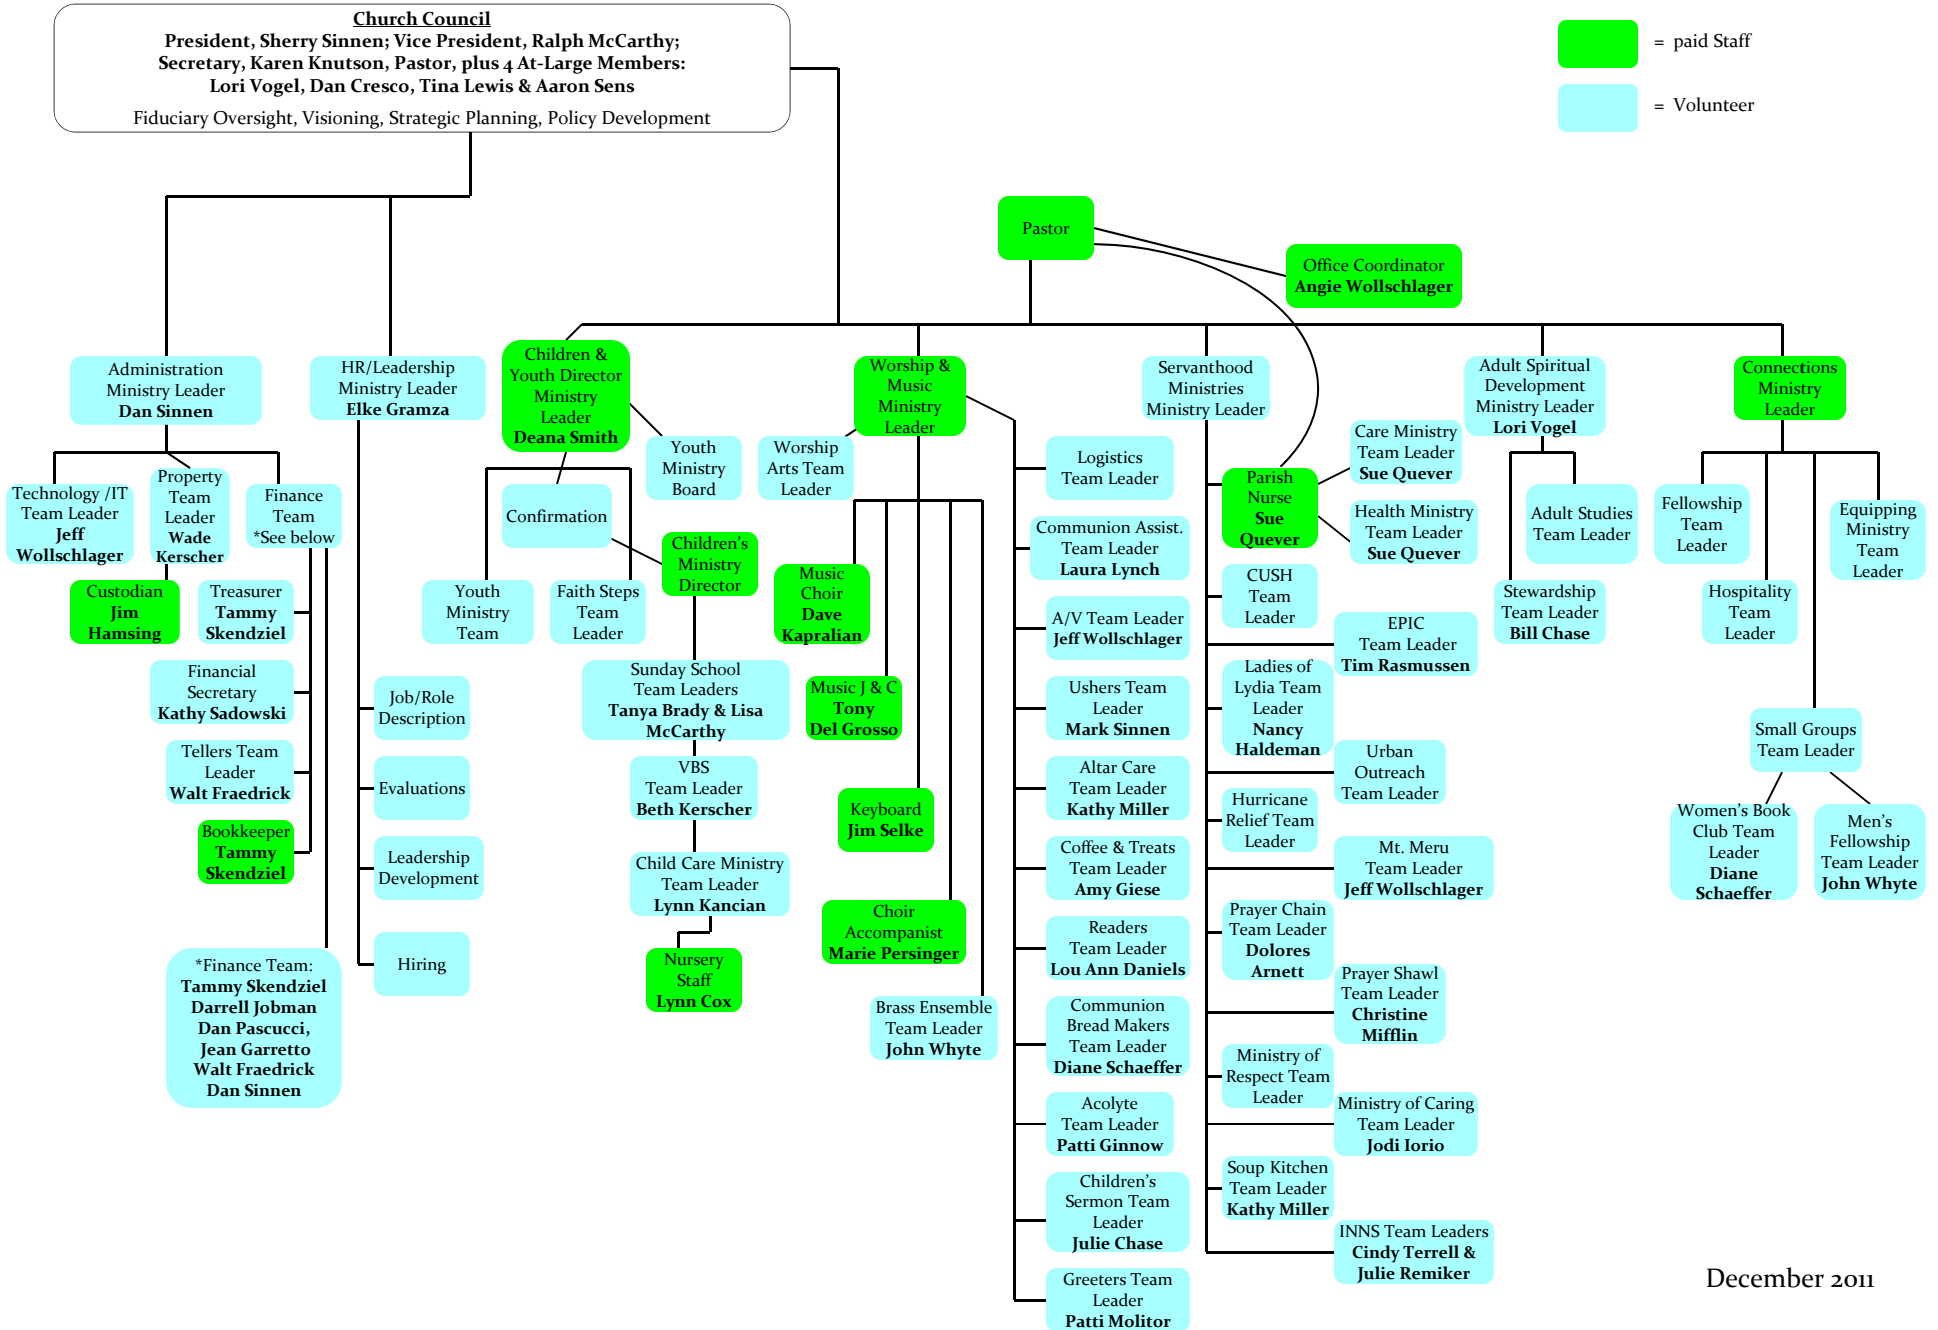 Church Council
President, Sherry Sinnen; Vice President, Ralph McCarthy;
Secretary, Karen Knutson, Pastor, plus 4 At-Large Members:
Lori Vogel, Dan Cresco, Tina Lewis & Aaron Sens
Fiduciary Oversight, Visioning, Strategic Planning, Policy Development
= paid Staff
= Volunteer
Pastor
Office Coordinator
Angie Wollschlager
Administration
Ministry Leader
Dan Sinnen
HR/Leadership
Ministry Leader
Elke Gramza
Children &
Youth Director
Ministry
Leader
Deana Smith
Worship &
Music
Ministry
Leader
Servanthood
Ministries
Ministry Leader
Adult Spiritual
Development
Ministry Leader
Lori Vogel
Connections
Ministry
Leader
Technology /IT
Team Leader
Jeff
Wollschlager
Property
Team
Leader
Wade
Kerscher
Finance
Team
*See below
Custodian
Jim
Hamsing
Treasurer
Tammy
Skendziel
Financial
Secretary
Kathy Sadowski
Tellers Team
Leader
Walt Fraedrick
Bookkeeper
Tammy
Skendziel
*Finance Team:
Tammy Skendziel
Darrell Jobman
Dan Pascucci,
Jean Garretto
Walt Fraedrick
Dan Sinnen
Job/Role
Description
Evaluations
Leadership
Development
Hiring
Youth
Ministry
Board
Confirmation
Youth
Ministry
Team
Faith Steps
Team
Leader
Children's
Ministry
Director
Sunday School
Team Leaders
Tanya Brady & Lisa
McCarthy
VBS
Team Leader
Beth Kerscher
Child Care Ministry
Team Leader
Lynn Kancian
Nursery
Staff
Lynn Cox
Worship
Arts Team
Leader
Music
Choir
Dave
Kapralian
Music J & C
Tony
Del Grosso
Keyboard
Jim Selke
Choir
Accompanist
Marie Persinger
Brass Ensemble
Team Leader
John Whyte
Logistics
Team Leader
Communion Assist.
Team Leader
Laura Lynch
A/V Team Leader
Jeff Wollschlager
Ushers Team
Leader
Mark Sinnen
Altar Care
Team Leader
Kathy Miller
Coffee & Treats
Team Leader
Amy Giese
Readers
Team Leader
Lou Ann Daniels
Communion
Bread Makers
Team Leader
Diane Schaeffer
Acolyte
Team Leader
Patti Ginnow
Children's
Sermon Team
Leader
Julie Chase
Greeters Team
Leader
Patti Molitor
Parish
Nurse
Sue
Quever
Care Ministry
Team Leader
Sue Quever
Health Ministry
Team Leader
Sue Quever
CUSH
Team
Leader
EPIC
Team Leader
Tim Rasmussen
Ladies of
Lydia Team
Leader
Nancy
Haldeman
Urban
Outreach
Team Leader
Hurricane
Relief Team
Leader
Mt. Meru
Team Leader
Jeff Wollschlager
Prayer Chain
Team Leader
Dolores
Arnett
Prayer Shawl
Team Leader
Christine
Mifflin
Ministry of
Respect Team
Leader
Ministry of Caring
Team Leader
Jodi Iorio
Soup Kitchen
Team Leader
Kathy Miller
INNS Team Leaders
Cindy Terrell &
Julie Remiker
Adult Studies
Team Leader
Stewardship
Team Leader
Bill Chase
Fellowship
Team
Leader
Hospitality
Team
Leader
Equipping
Ministry
Team
Leader
Small Groups
Team Leader
Women's Book
Club Team
Leader
Diane
Schaeffer
Men's
Fellowship
Team Leader
John Whyte
December 2011